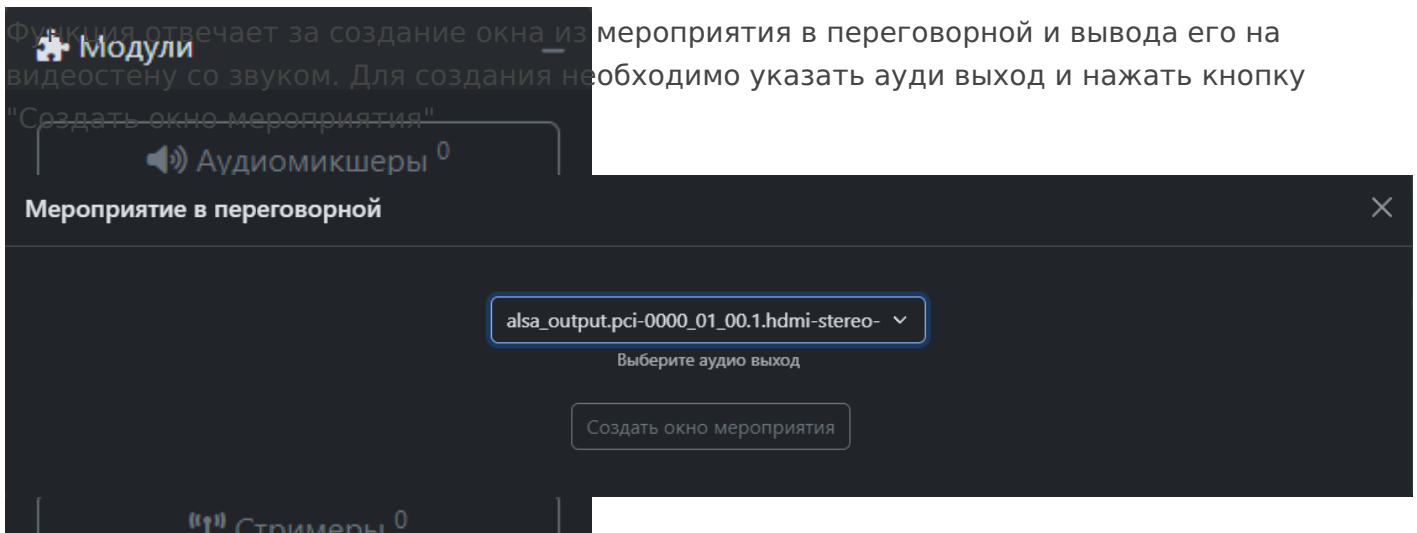 Функция отвечает за создание окна из мероприятия в переговорной и вывода его на
видеостену со звуком. Для создания необходимо указать ауди выход и нажать кнопку
"Создать окно мероприятия"
Модули
Аудиомикшеры 0
Мероприятие в переговорной
alsa_output.pci-0000_01_00.1.hdmi-stereo-
Выберите аудио выход
Создать окно мероприятия
Стримеры 0